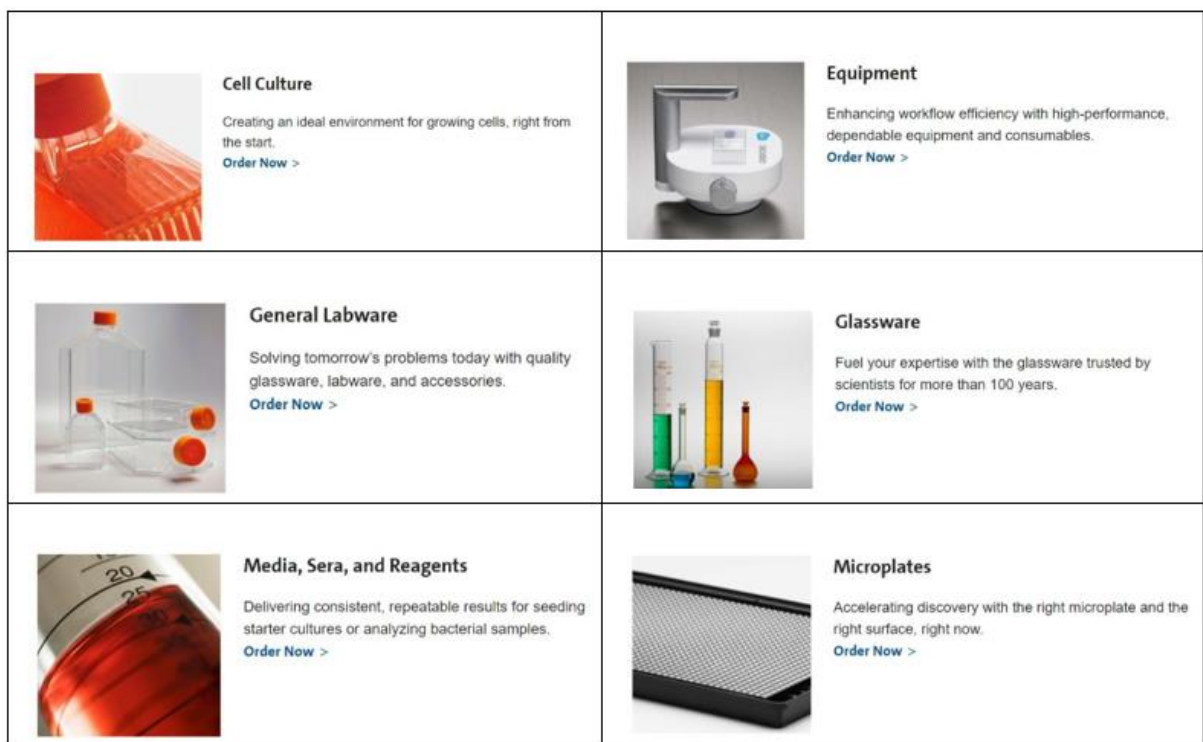 Cell Culture
Creating an ideal environment for growing cells, right from
the start.
Order Now >
Equipment
Enhancing workflow efficiency with high-performance,
dependable equipment and consumables.
Order Now >
General Labware
Solving tomorrow's problems today with quality
glassware, labware, and accessories.
Order Now >
Glassware
Fuel your expertise with the glassware trusted by
scientists for more than 100 years.
Order Now >
20
25
30
Media, Sera, and Reagents
Delivering consistent, repeatable results for seeding
starter cultures or analyzing bacterial samples.
Order Now >
Microplates
Accelerating discovery with the right microplate and the
right surface, right now.
Order Now >